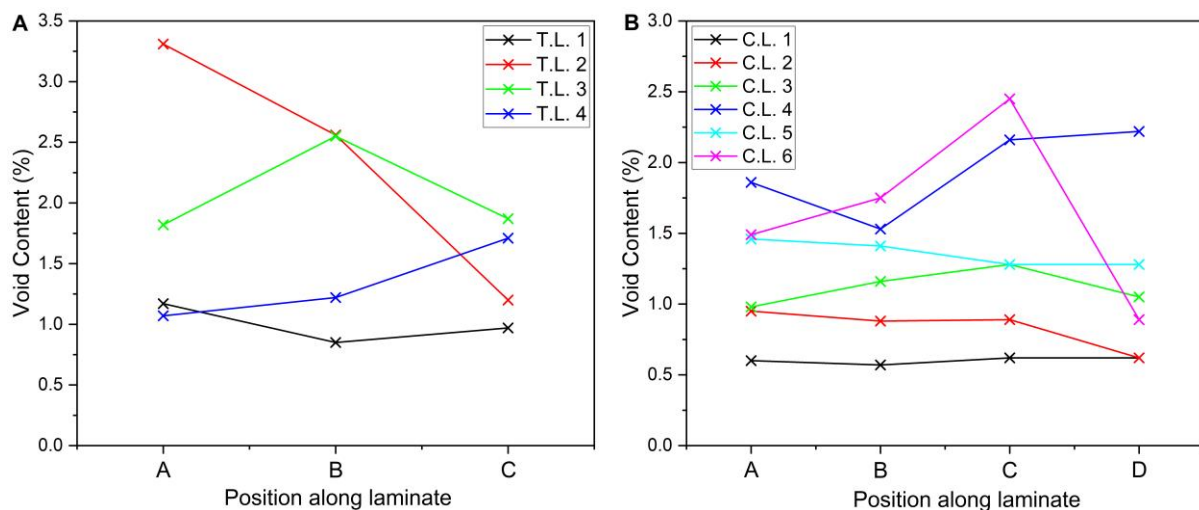 A
T.L. 1
T.L. 2
T.L. 3
T.L. 4
Void Content (%)
3.5
3.0
2.5
2.0
1.5
1.0
0.5
0.0
A B C
Position along laminate
B
C.L. 1
C.L. 2
C.L. 3
C.L. 4
C.L. 5
C.L. 6
Void Content (%)
3.0
2.5
2.0
1.5
1.0
0.5
0.0
A B C D
Position along laminate